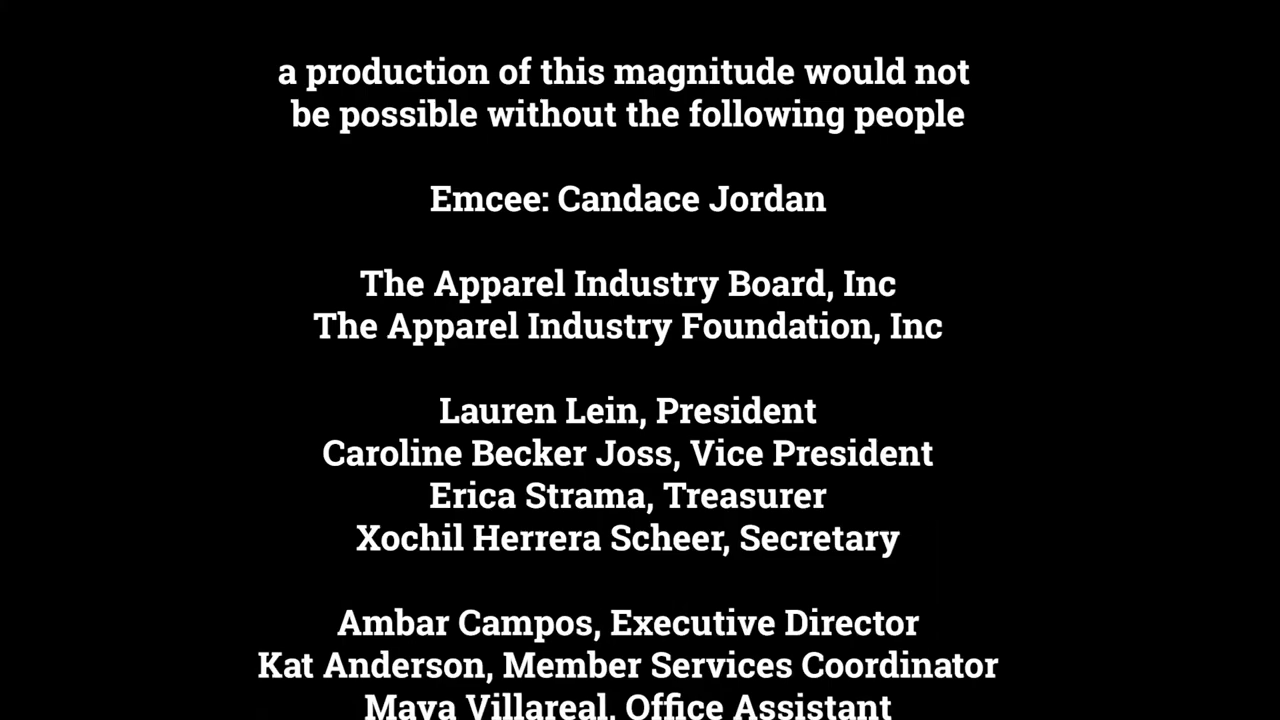 a production of this magnitude would not
be possible without the following people
Emcee: Candace Jordan
The Apparel Industry Board, Inc
The Apparel Industry Foundation, Inc
Lauren Lein, President
Caroline Becker Joss, Vice President
Erica Strama, Treasurer
Xochil Herrera Scheer, Secretary
Ambar Campos, Executive Director
Kat Anderson, Member Services Coordinator
Maya Villareal, Office Assistant